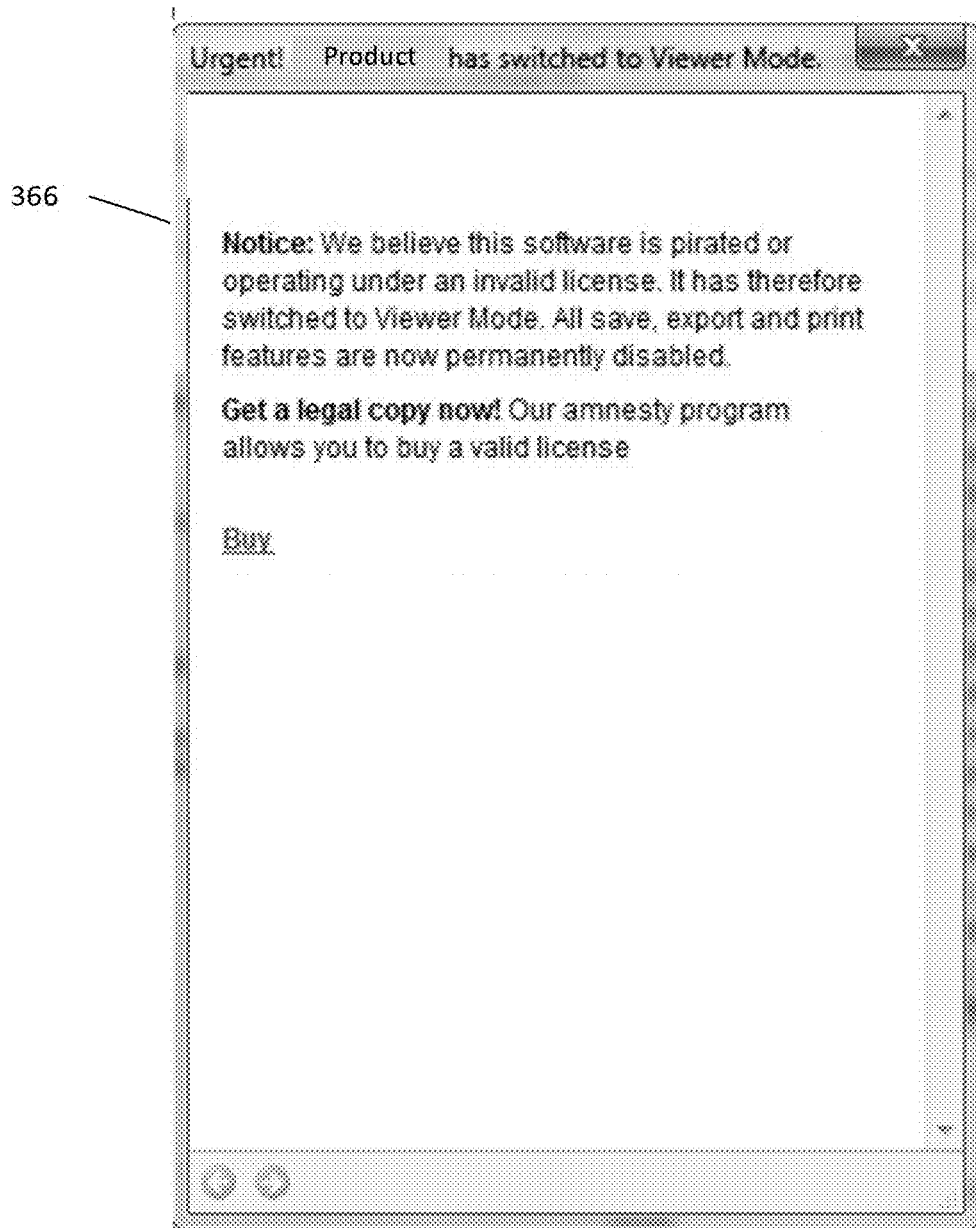 Urgent! Product has switched to Viewer Mode. X
366
Notice: We believe this software is pirated or
operating under an invalid license. It has therefore
switched to Viewer Mode. All save, export and print
features are now permanently disabled.
Get a legal copy now! Our amnesty program
allows you to buy a valid license
Buy